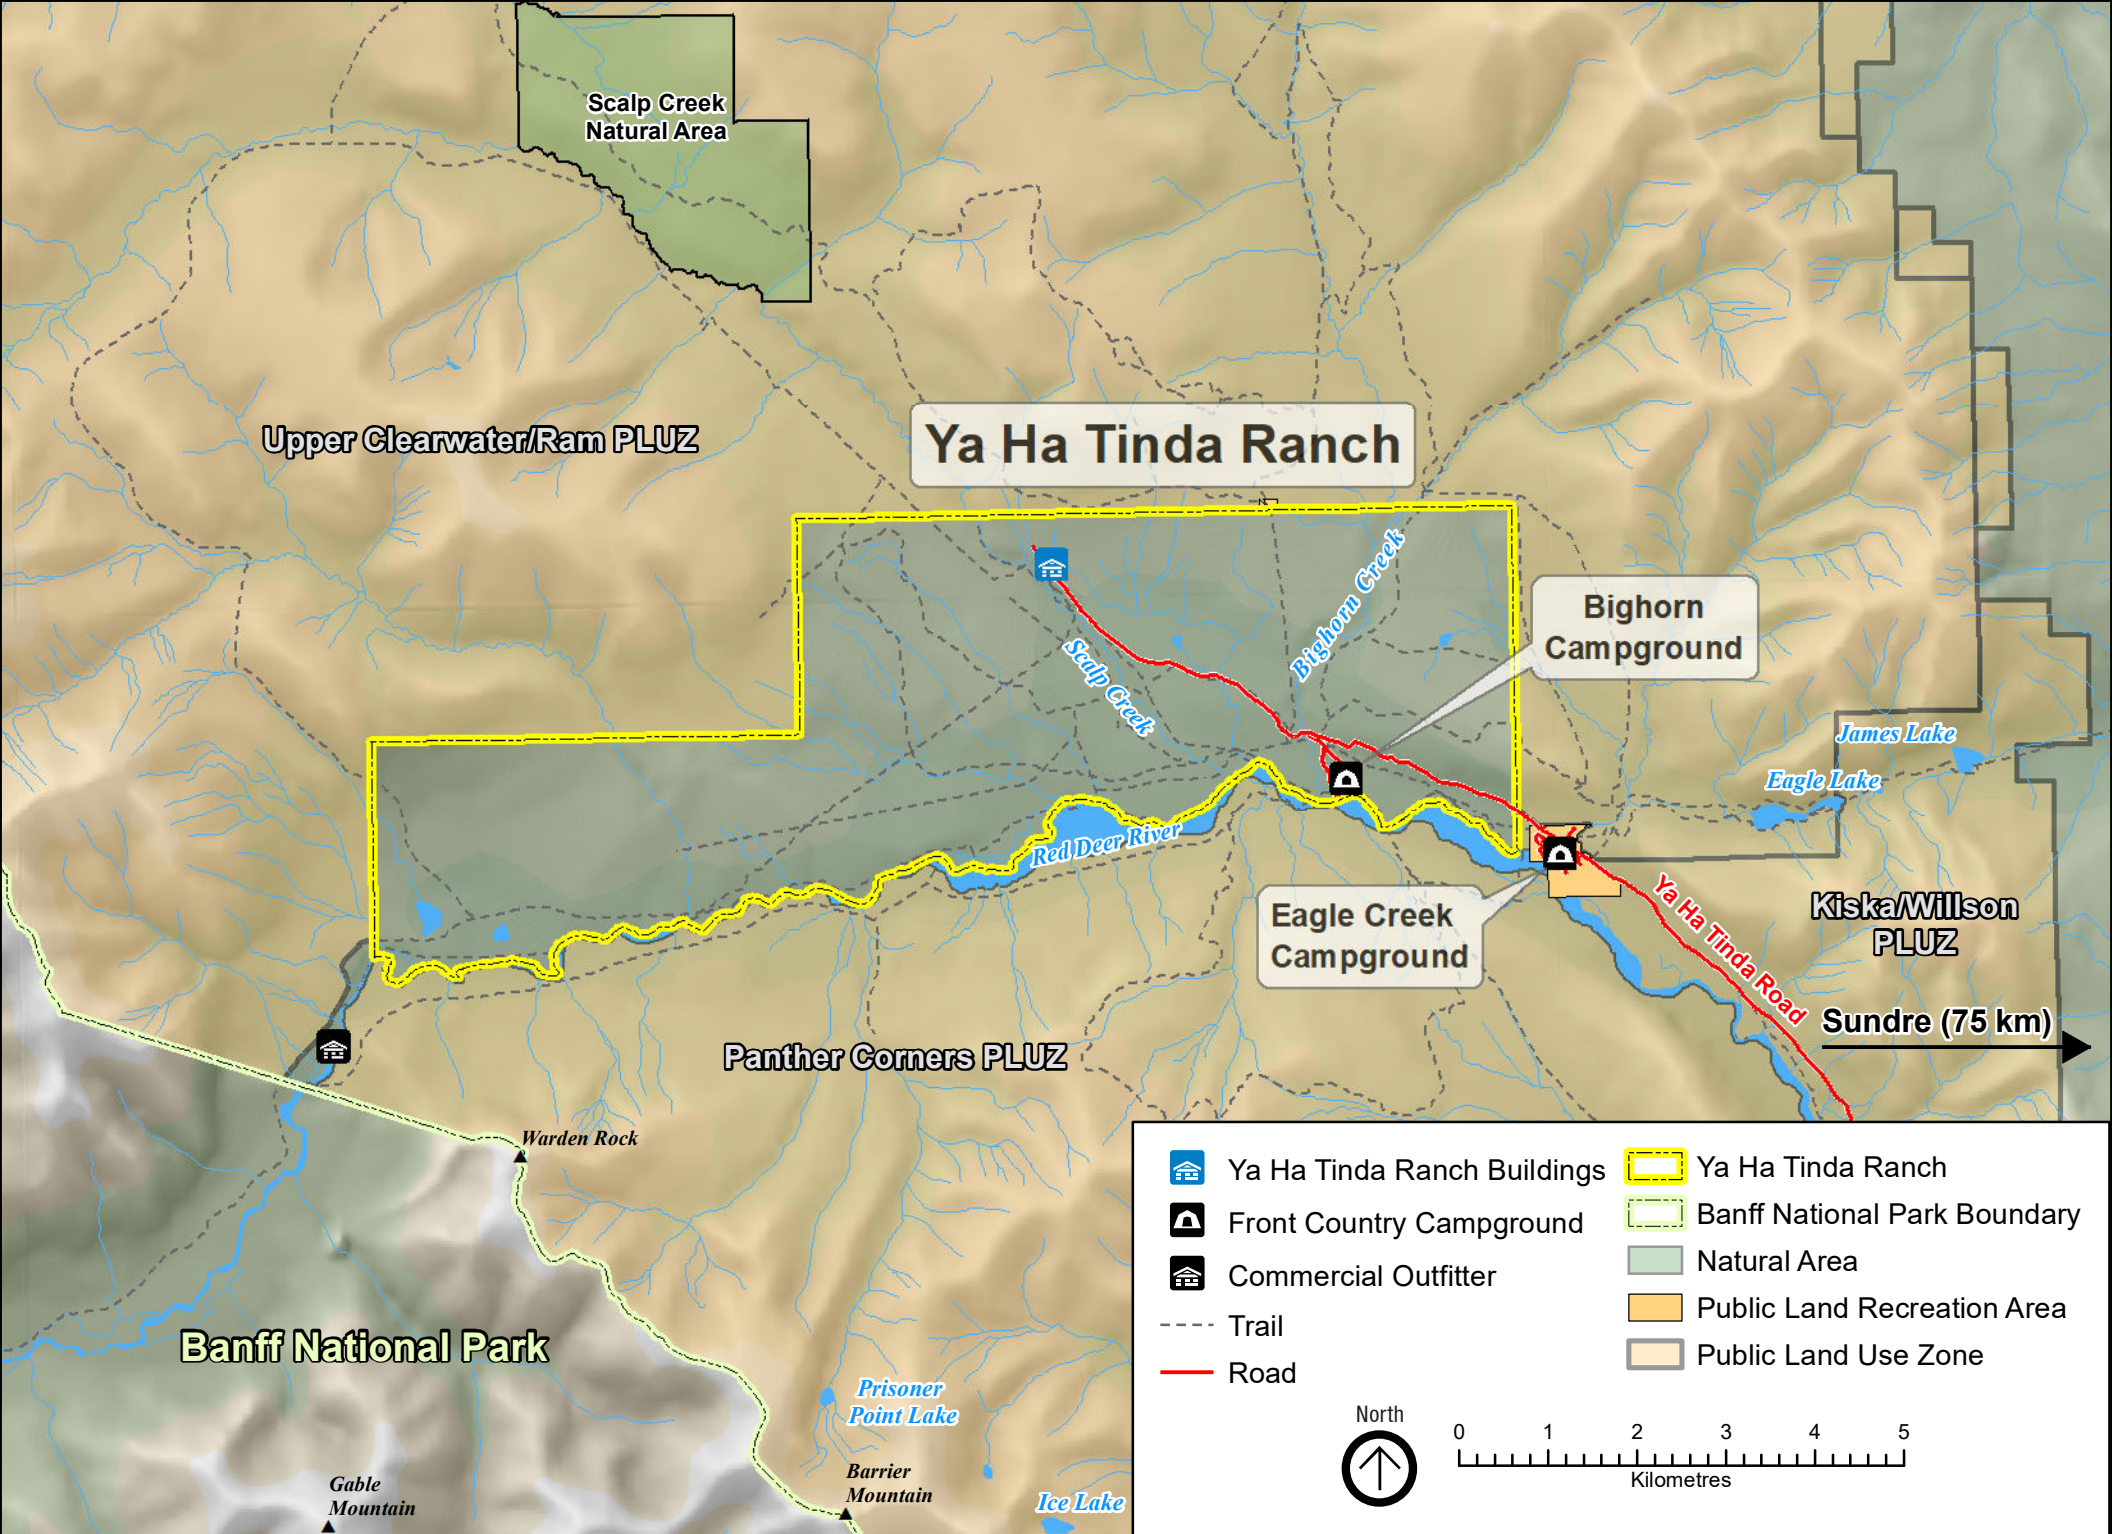 Scalp Creek
Natural Area
Upper Clearwater/Ram PLUZ
Ya Ha Tinda Ranch
Bighorn Creek
Bighorn
Campground
Scalp Creek
James Lake
Eagle Lake
Red Deer River
Eagle Creek
Campground
Ya Ha Tinda Road
Kiska/Willson
PLUZ
Sundre (75 km)
Panther Corners PLUZ
Warden Rock
Banff National Park
Prisoner
Point Lake
Gable
Mountain
Barrier
Mountain
Ice Lake
Ya Ha Tinda Ranch Buildings
Front Country Campground
Commercial Outfitter
Trail
Road
Ya Ha Tinda Ranch
Banff National Park Boundary
Natural Area
Public Land Recreation Area
Public Land Use Zone
North
0 1 2 3 4 5
Kilometres